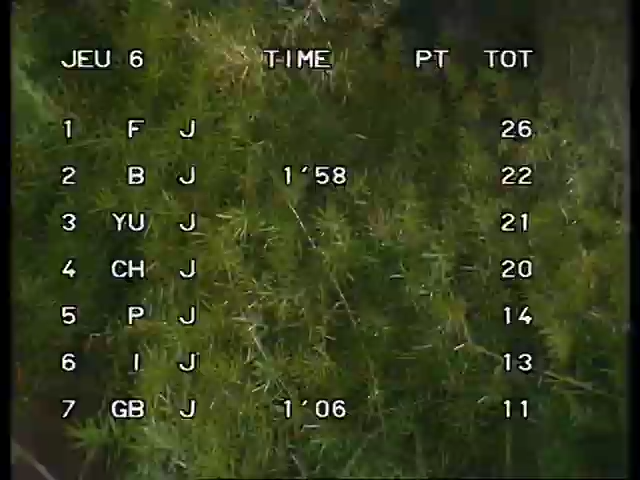 JEU 6 TIME PT TOT
1 F J 26
2 B J 1'58 22
3 YU J 21
4 CH J 20
5 P J 14
6 I J 13
7 GB J 1'06 11